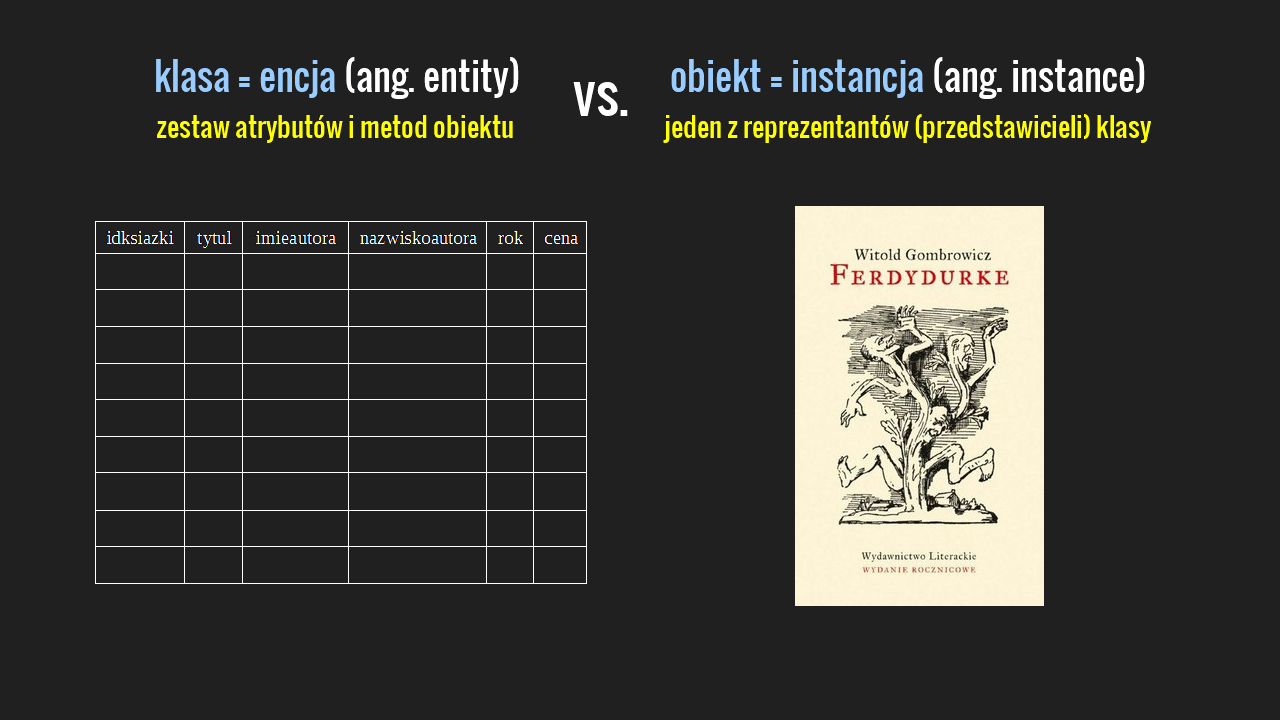 klasa = encja (ang. entity)
zestaw atrybutów i metod obiektu
vs.
obiekt = instancja (ang. instance)
jeden z reprezentantów (przedstawicieli) klasy
idksiazki tytul imieautora nazwiskoautora rok cena
Witold Gombrowicz
FERDYDURKE
Wydawnictwo Literackie
WYDANIE ROCZNICOWE